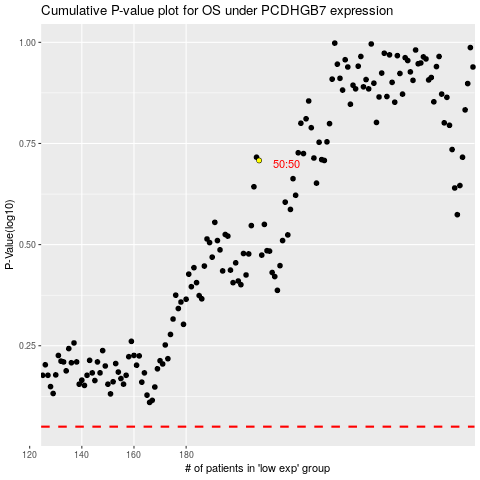 Cumulative P-value plot for OS under PCDHGB7 expression
1.00
0.75
0.50
0.25
P-Value(log10)
50:50
120 140 160 180
# of patients in 'low exp' group